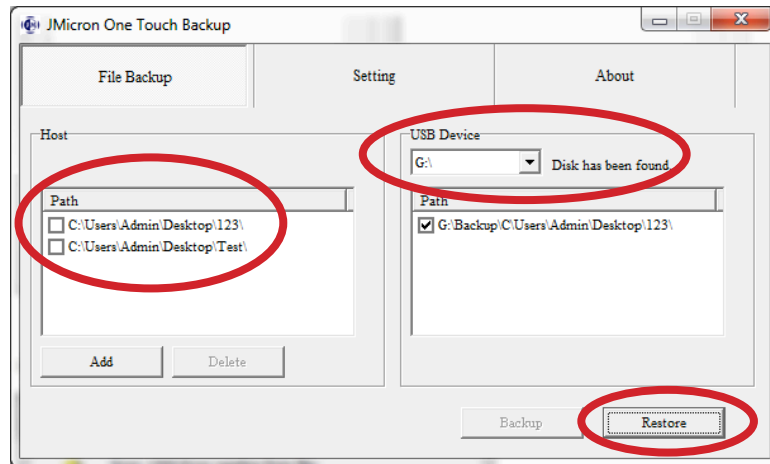 JMicron One Touch Backup
File Backup
Setting
About
Host
Path
C:\Users\Admin\Desktop\123\
C:\Users\Admin\Desktop\Test\
Add
Delete
USB Device
G:\
Disk has been found
Path
G:\Backup\C\Users\Admin\Desktop\123\
Backup
Restore